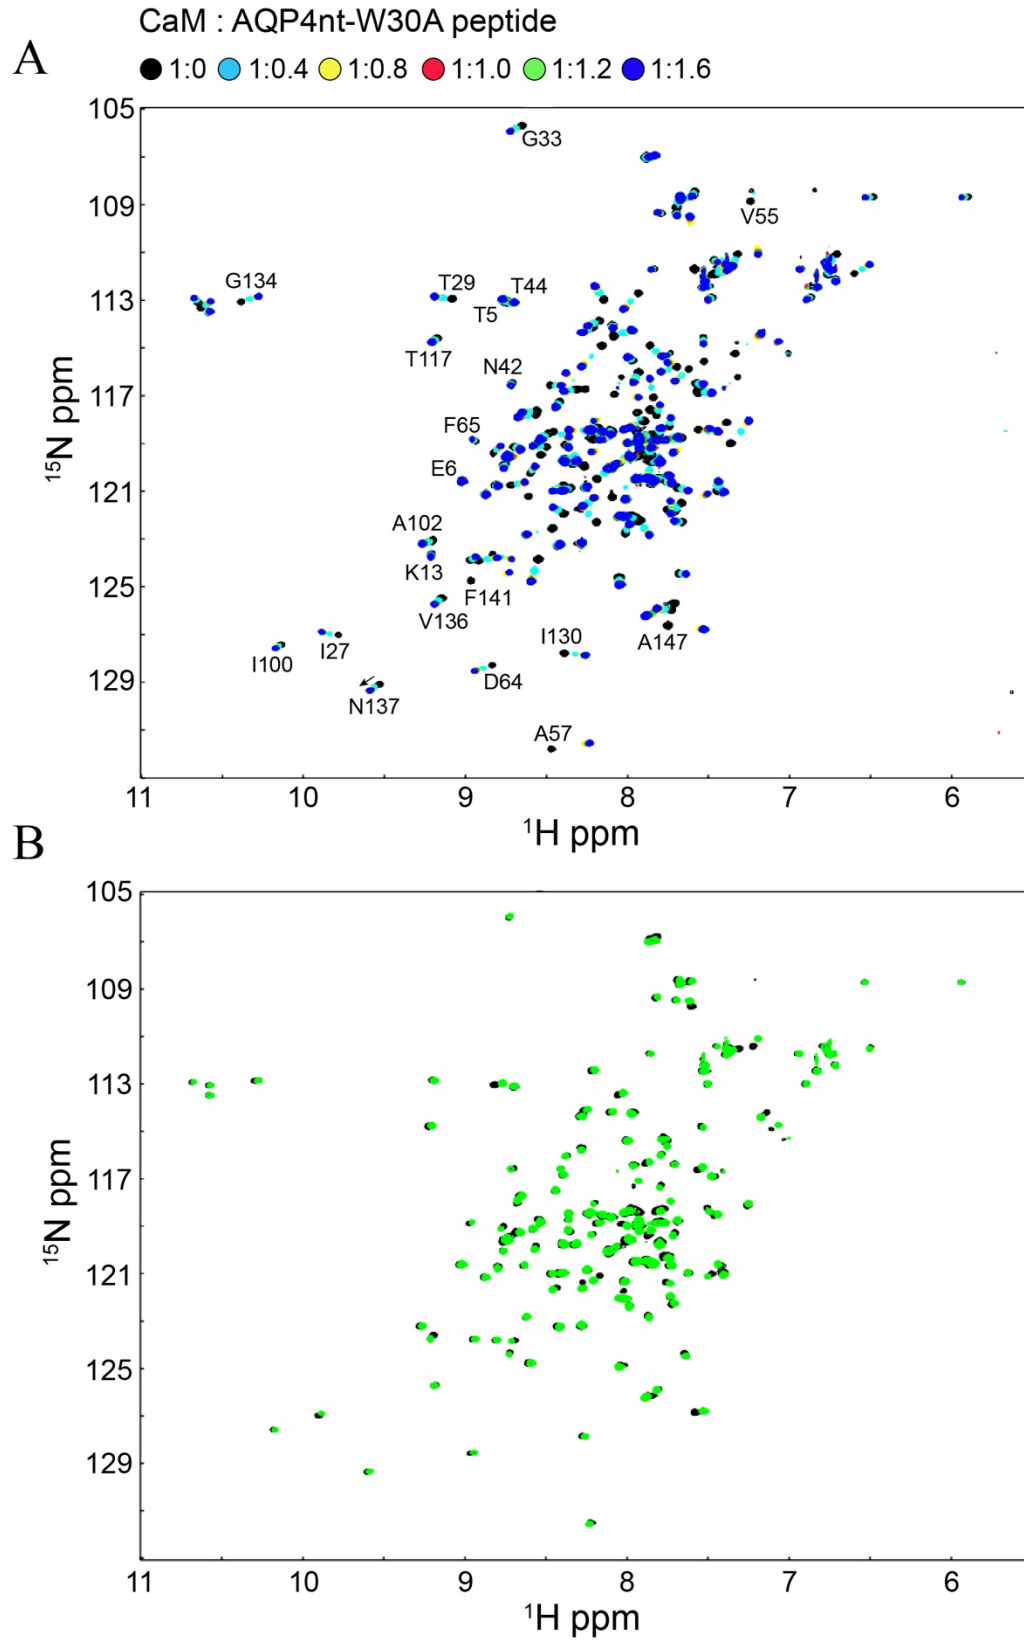 CaM : AQP4nt-W30A peptide
A
1:0 1:0.4 1:0.8 1:1.0 1:1.2 1:1.6
105
G33
109
V55
G134
T29
T44
113
T5
T117
N42
117
F65
E6
121
A102
K13
125
F141
V136
I130
A147
I27
I100
D64
129
N137
A57
15N ppm
11 10 9 8 7 6
1H ppm
B
105
109
113
117
121
125
129
15N ppm
11 10 9 8 7 6
1H ppm